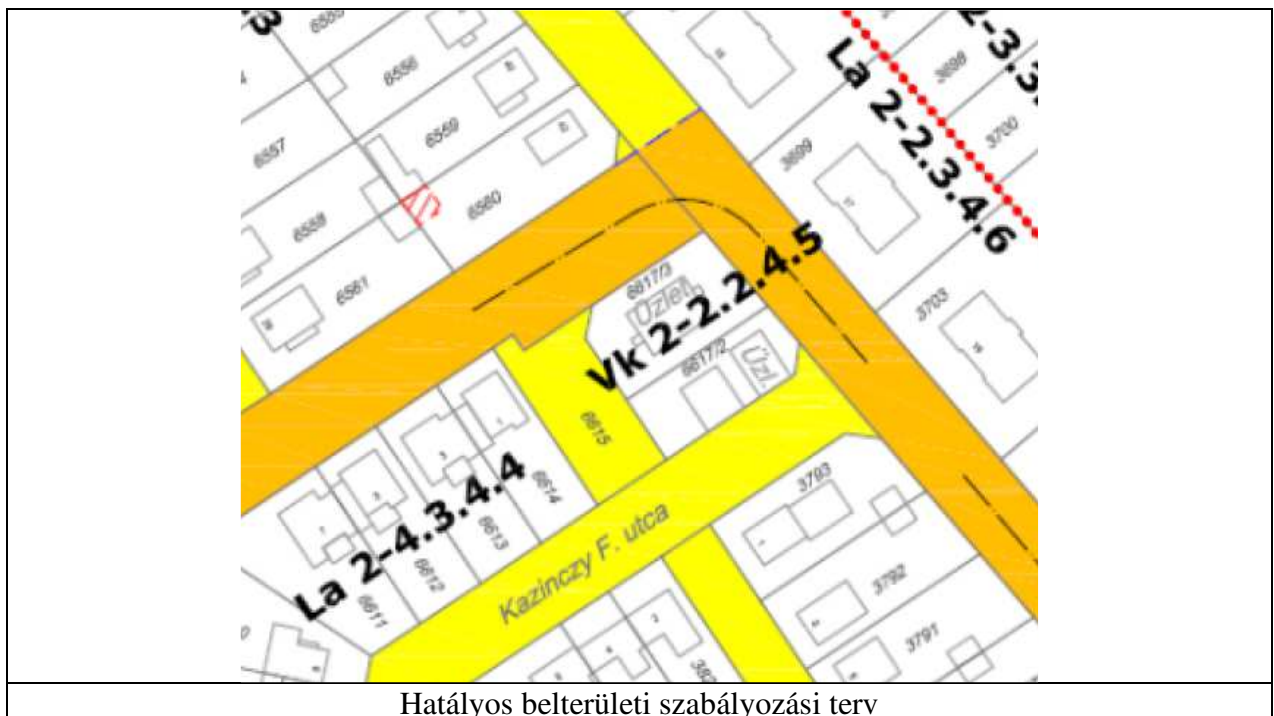 6556
3698
La 2-2.3.4.6
3700
6557
6559
3699
6558
6560
6561
Vk 2-2.2.4.5
6617/3
Üzlet
3703
6617/2
Üzl.
6615
La 2-4.3.4.4
6614
6613
6612
6611
3793
Kazinczy F. utca
3792
3791
Hatályos belterületi szabályozási terv